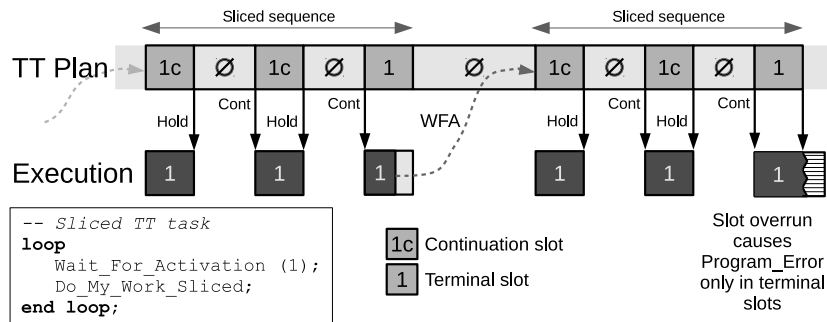 Sliced sequence Sliced sequence
TT Plan 1c Ø 1c Ø 1 Ø 1c Ø 1c Ø 1
Hold Cont Hold Cont WFA Hold Cont Hold Cont
Execution 1 1 1 1 1 1
-- Sliced TT task
loop
Wait_For_Activation (1);
Do_My_Work_Sliced;
end loop;
1c Continuation slot
1 Terminal slot
Slot overrun
causes
Program_Error
only in terminal
slots